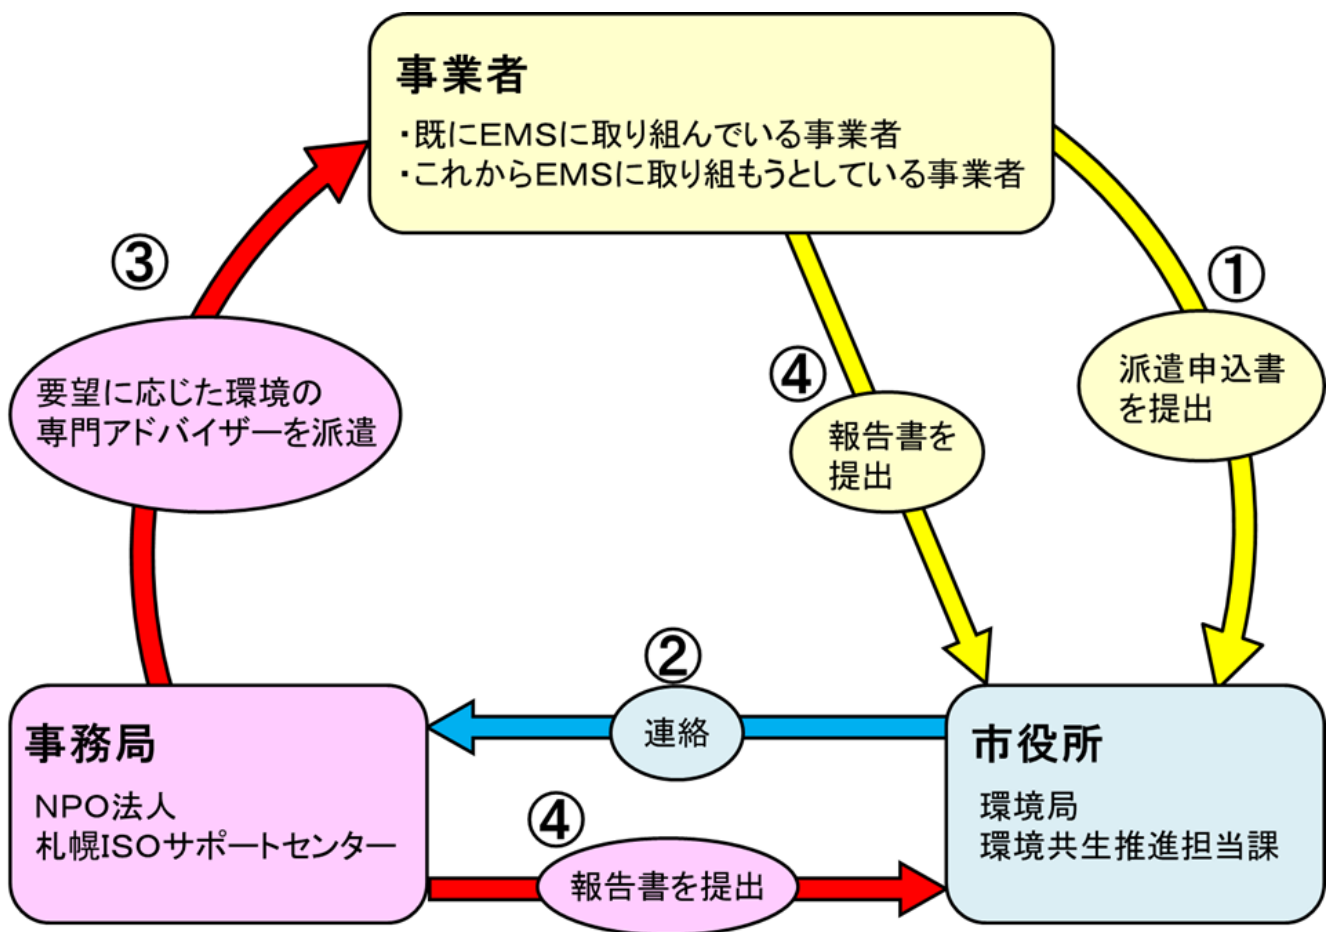 事業者
・既にEMSに取り組んでいる事業者
・これからEMSに取り組もうとしている事業者
①
派遣申込書
を提出
③
要望に応じた環境の
専門アドバイザーを派遣
④
報告書を
提出
②
連絡
事務局
NPO法人
札幌ISOサポートセンター
市役所
環境局
環境共生推進担当課
④
報告書を提出